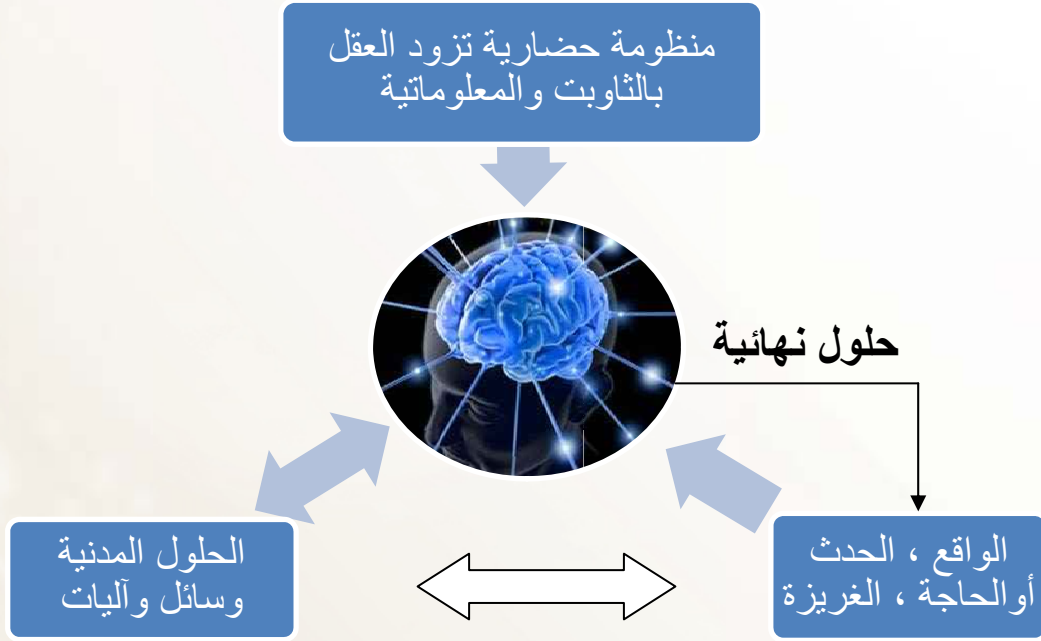 منظومة حضارية تزود العقل
بالثاوبت والمعلوماتية
حلول نهائية
الواقع ، الحدث
أوالحاجة ، الغريزة
الحلول المدنية
وسائل وآليات